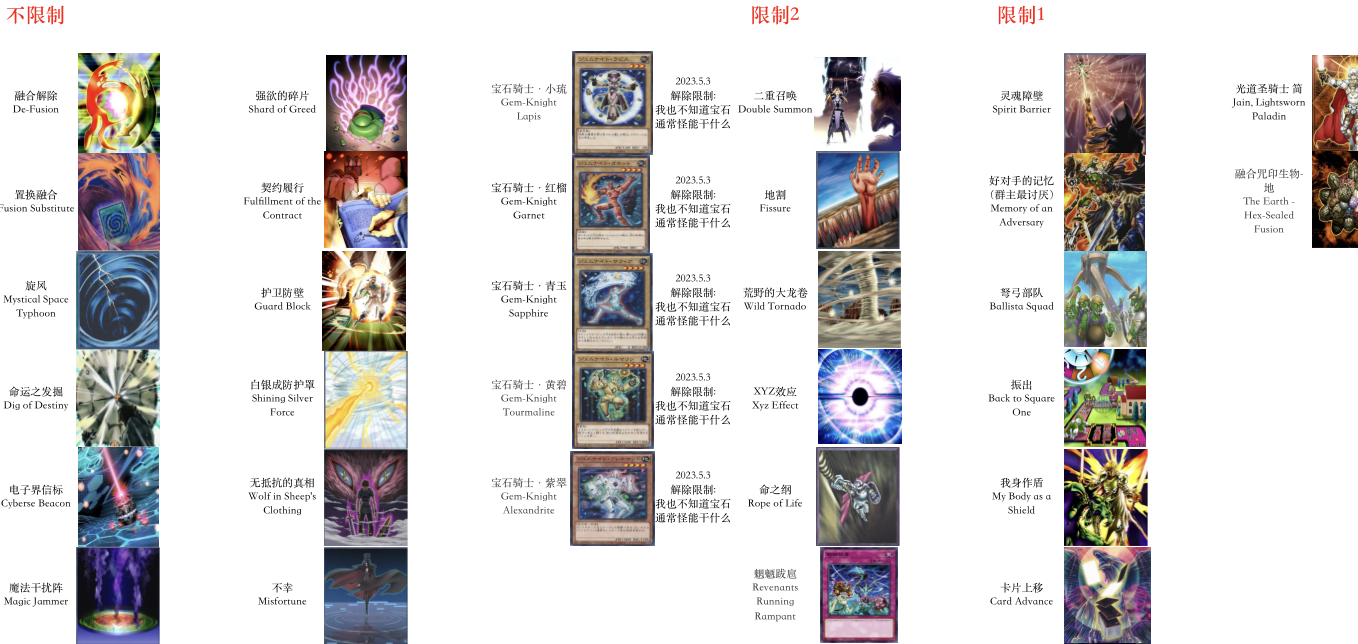 不限制
限制2
限制1
融合解除
De-Fusion
强欲的碎片
Shard of Greed
宝石骑士 · 小琉
Gem-Knight
Lapis
2023.5.3
解除限制:
我也不知道宝石
通常怪能干什么
二重召唤
Double Summon
灵魂障壁
Spirit Barrier
光道圣骑士 简
Jain, Lightsworn
Paladin
置换融合
Fusion Substitute
契约履行
Fulfillment of the
Contract
宝石骑士 · 红榴
Gem-Knight
Garnet
2023.5.3
解除限制:
我也不知道宝石
通常怪能干什么
地割
Fissure
好对手的记忆
（群主最讨厌）
Memory of an
Adversary
融合咒印生物-
地
The Earth -
Hex-Sealed
Fusion
旋风
Mystical Space
Typhoon
护卫防壁
Guard Block
宝石骑士 · 青玉
Gem-Knight
Sapphire
2023.5.3
解除限制:
我也不知道宝石
通常怪能干什么
荒野的大龙卷
Wild Tornado
弩弓部队
Ballista Squad
命运之发掘
Dig of Destiny
白银成防护罩
Shining Silver
Force
宝石骑士 · 黄碧
Gem-Knight
Tourmaline
2023.5.3
解除限制:
我也不知道宝石
通常怪能干什么
XYZ效应
Xyz Effect
振出
Back to Square
One
电子界信标
Cyberse Beacon
无抵抗的真相
Wolf in Sheep's
Clothing
宝石骑士 · 紫翠
Gem-Knight
Alexandrite
2023.5.3
解除限制:
我也不知道宝石
通常怪能干什么
命之纲
Rope of Life
我身作盾
My Body as a
Shield
魔法干扰阵
Magic Jammer
不幸
Misfortune
魍魉跋扈
Revenants
Running
Rampant
卡片上移
Card Advance